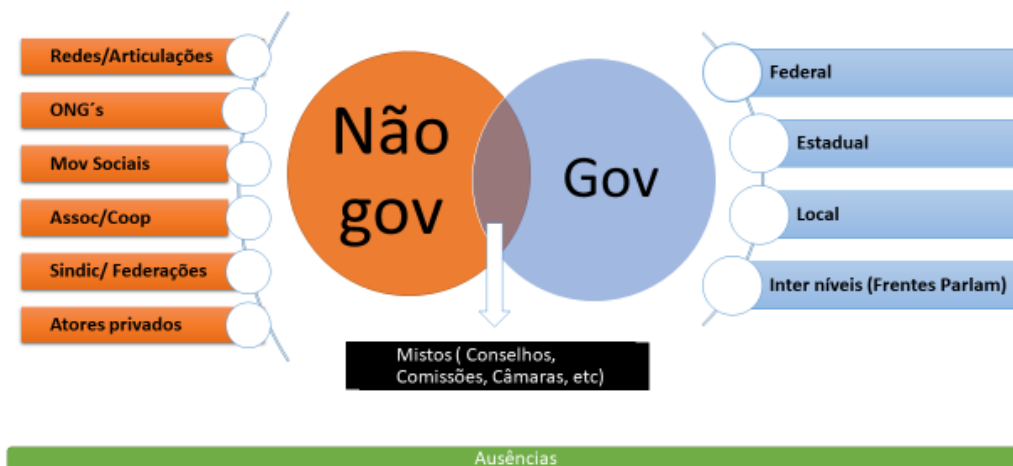 Redes/Articulações
ONG´s
Mov Sociais
Assoc/Coop
Sindic/ Federações
Atores privados
Não
gov
Gov
Federal
Estadual
Local
Inter níveis (Frentes Parlam)
Mistos ( Conselhos,
Comissões, Câmaras, etc)
Ausências